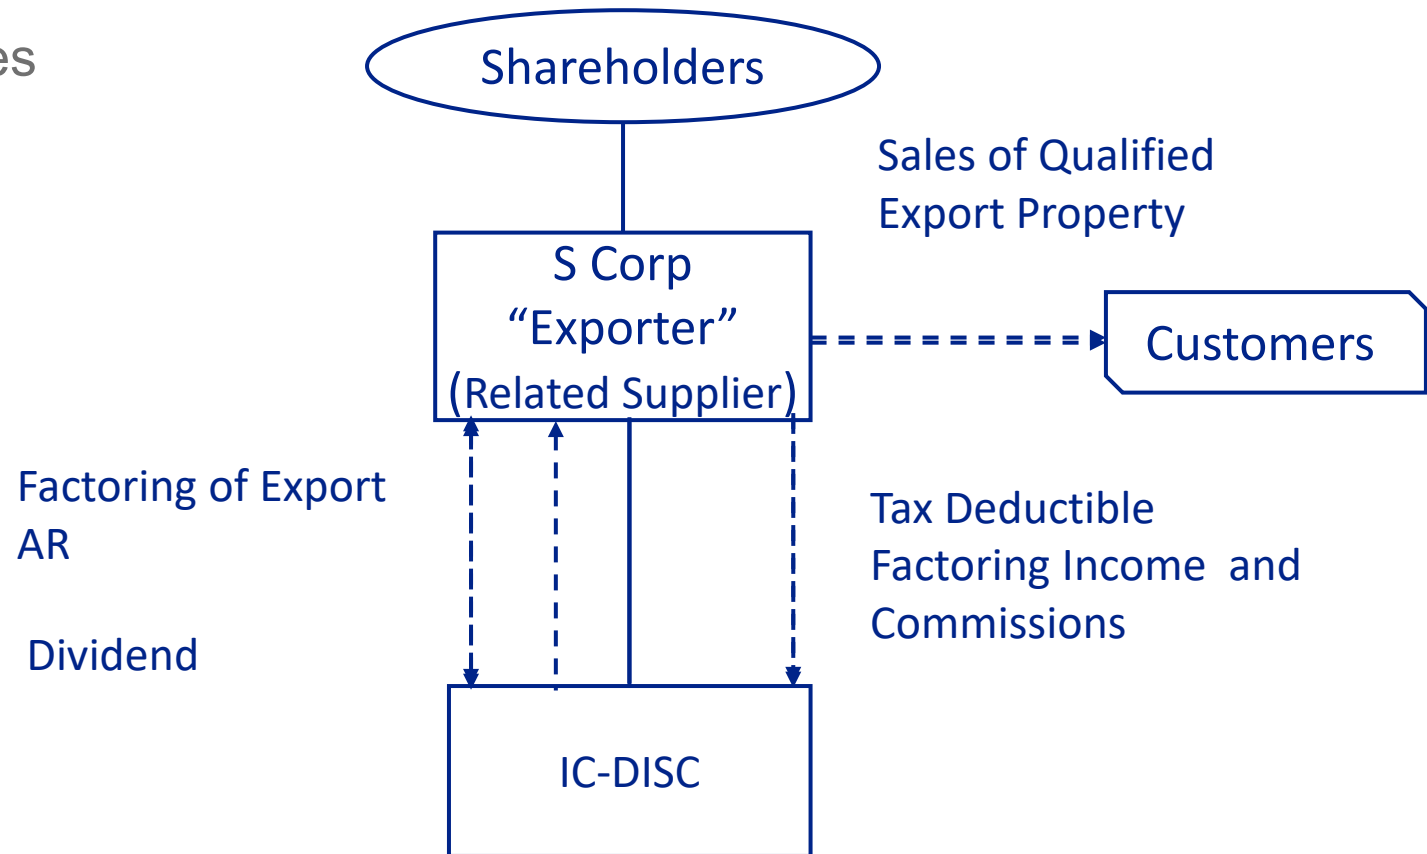 es
Shareholders
Sales of Qualified
Export Property
S Corp
“Exporter”
(Related Supplier)
Customers
Factoring of Export
AR
Dividend
Tax Deductible
Factoring Income and
Commissions
IC-DISC